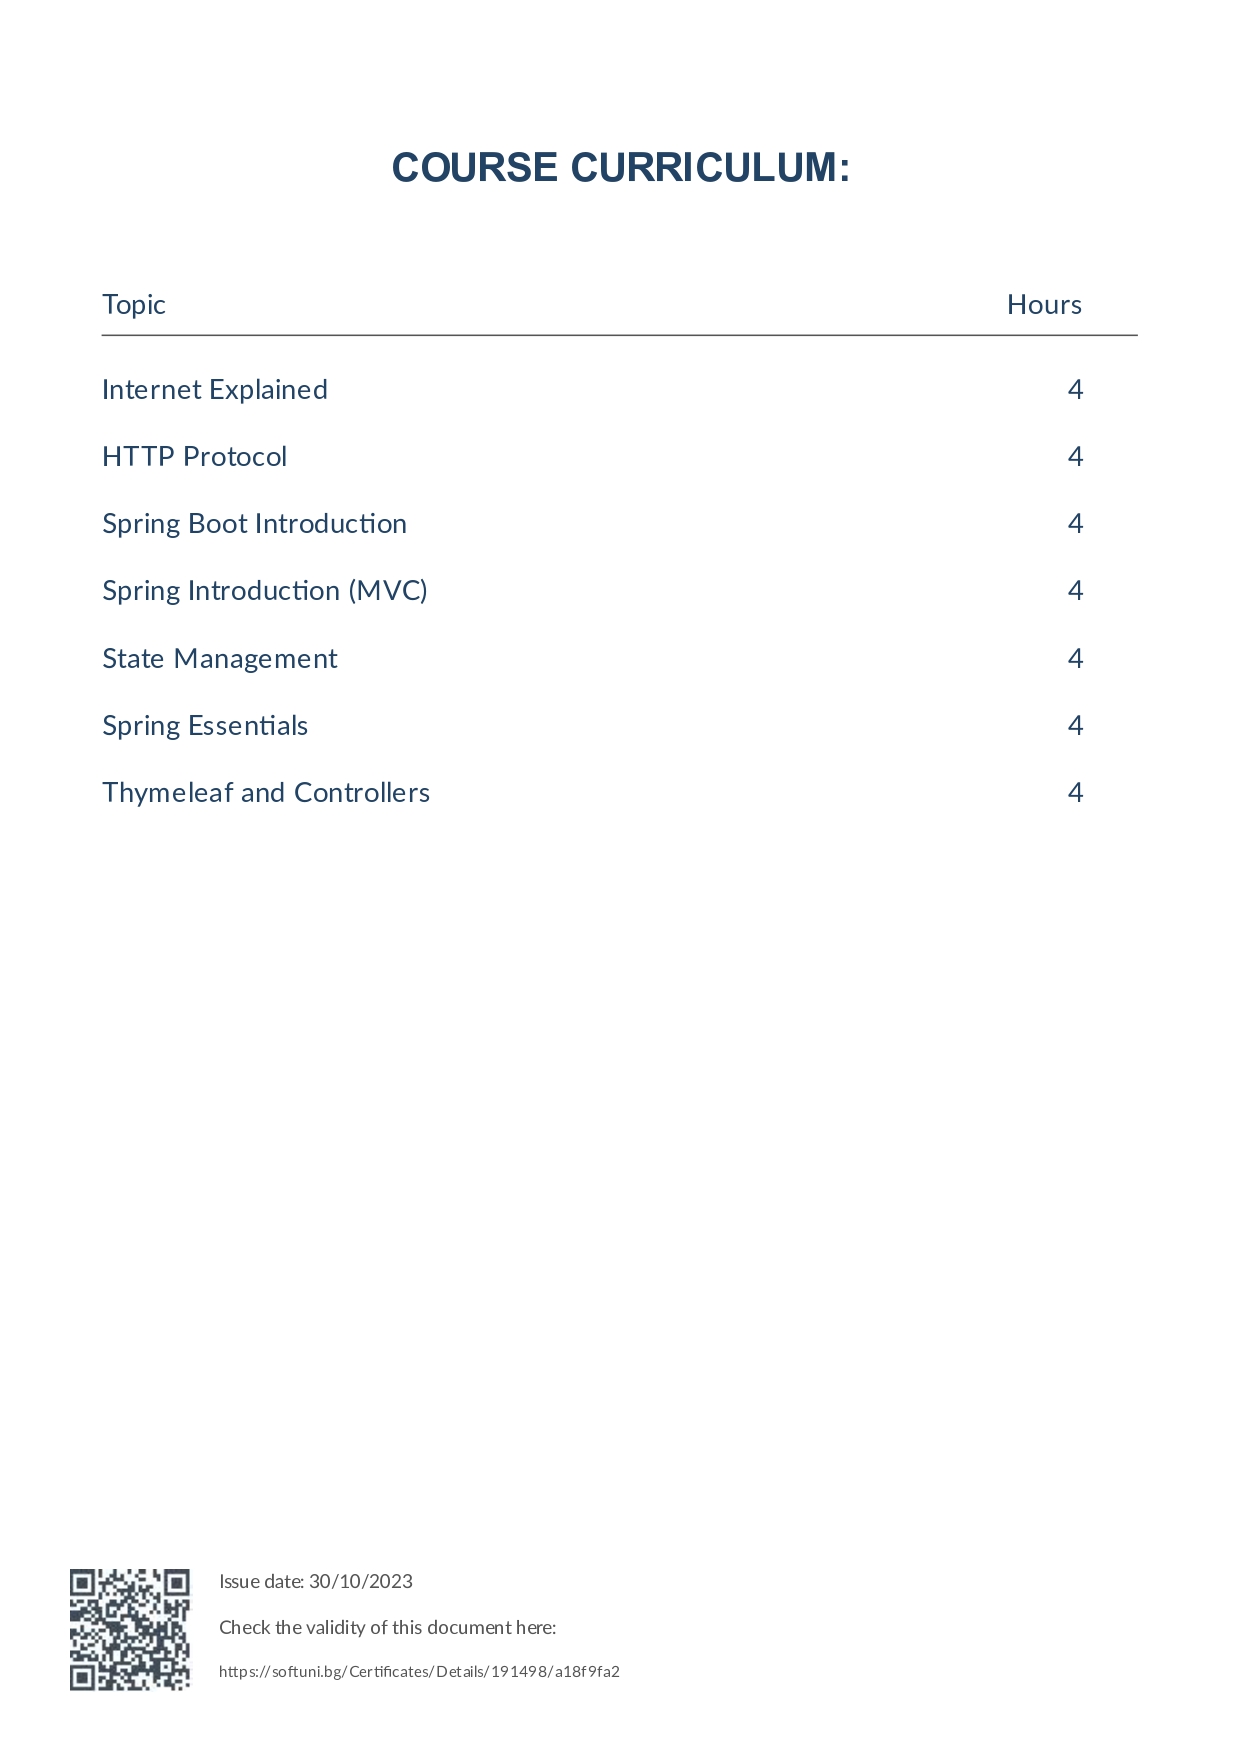 COURSE CURRICULUM:
Topic Hours
Internet Explained 4
HTTP Protocol 4
Spring Boot Introduction 4
Spring Introduction (MVC) 4
State Management 4
Spring Essentials 4
Thymeleaf and Controllers 4
Issue date: 30/10/2023
Check the validity of this document here:
https://softuni.bg/Certificates/Details/191498/a18f9fa2